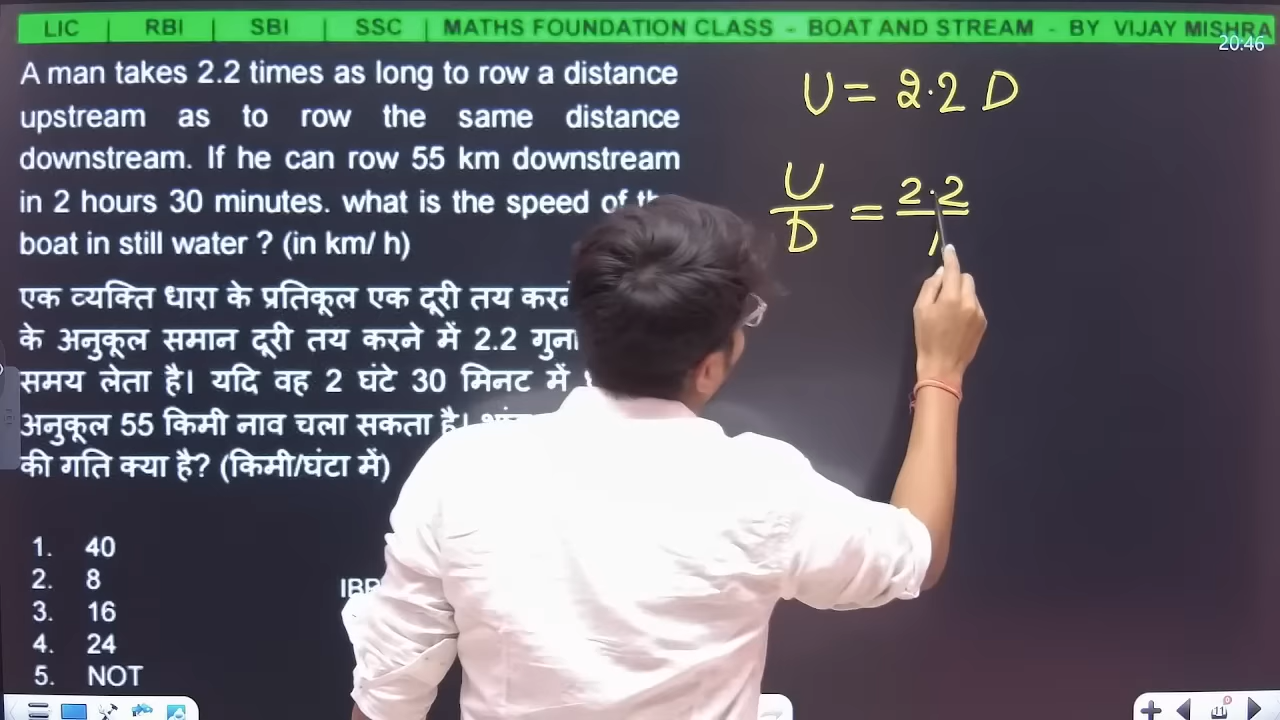 LIC | RBI | SBI | SSC | MATHS FOUNDATION CLASS - BOAT AND STREAM - BY VIJAY MISHRA
20:46
A man takes 2.2 times as long to row a distance
upstream as to row the same distance
downstream. If he can row 55 km downstream
in 2 hours 30 minutes. what is the speed of
boat in still water ? (in km/ h)
एक व्यक्ति धारा के प्रतिकूल एक दूरी तय
के अनुकूल समान दूरी तय करने में 2.2 गुना
समय लेता है। यदि वह 2 घंटे 30 मिनट में
अनुकूल 55 किमी नाव चला सकता है।
की गति क्या है? (किमी/घंटा में)
1. 40
2. 8
3. 16
4. 24
5. NOT
U = 2.2 D
U/D = 2.2/1